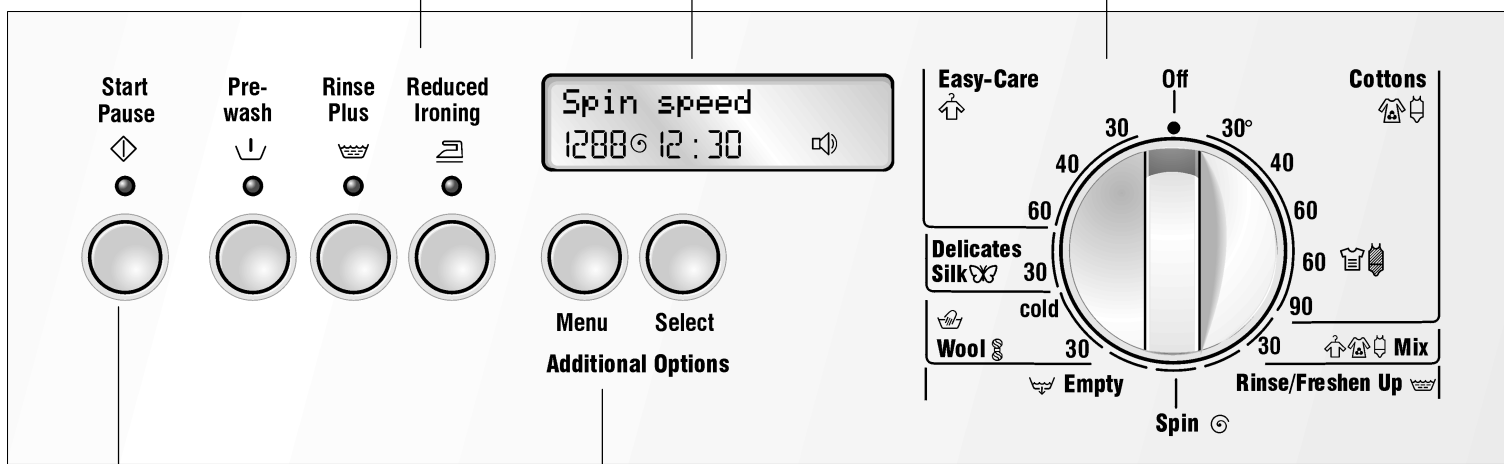 Start
Pause
Pre-
wash
Rinse
Plus
Reduced
Ironing
Spin speed
1288 12:30
Menu
Select
Additional Options
Easy-Care
Off
Cottons
30
40
60
30°
40
60
60
90
Delicates
Silk 30
cold
Wool 30
30 Mix
Empty
Rinse/Freshen Up
Spin